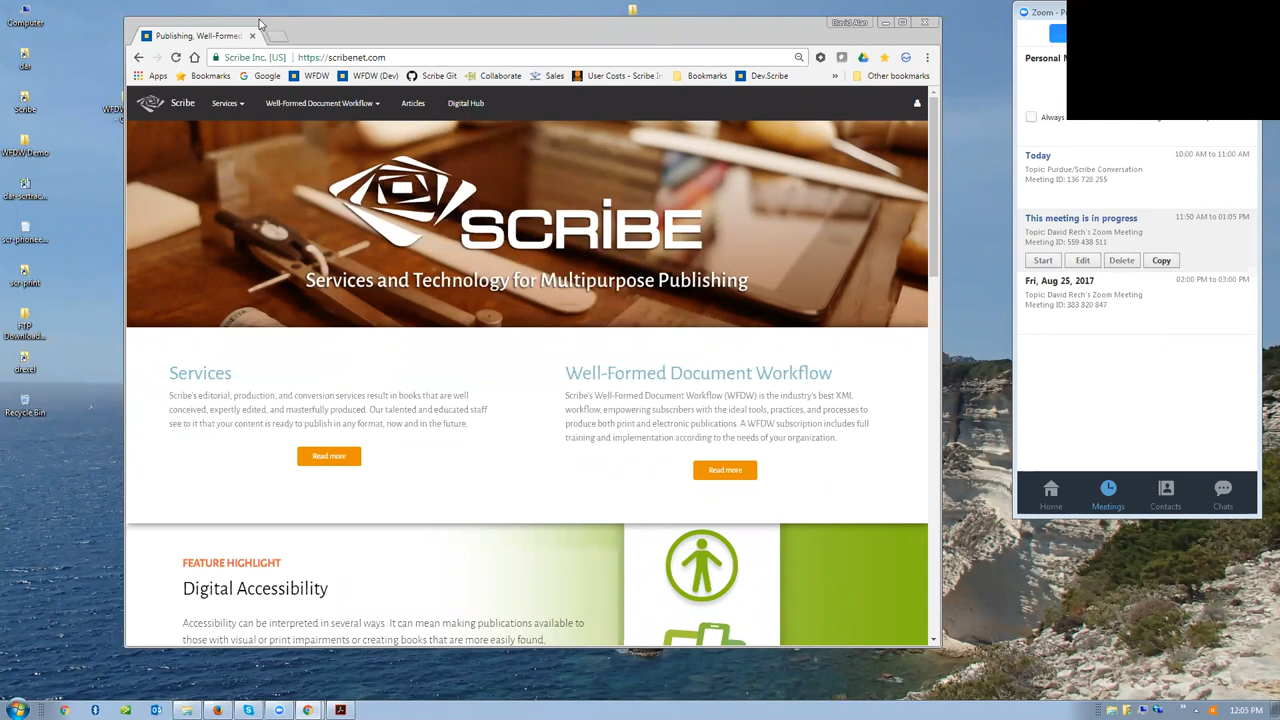 Computer
dar
Scribe
WFDW Demo
dar-scrtrac...
scr-phonee...
scr-print
FTP
Download...
drexel
Recycle Bin
David Alan
Publishing, Well-Formed
Scribe Inc. [US]
https://scribenet.com
Apps
Bookmarks
Google
WFDW
WFDW (Dev)
Scribe Git
Collaborate
Sales
User Costs - Scribe In
Bookmarks
Dev.Scribe
»
Other bookmarks
Scribe
Services
Well-Formed Document Workflow
Articles
Digital Hub
SCRIBE
Services and Technology for Multipurpose Publishing
Services
Scribe's editorial, production, and conversion services result in books that are well
conceived, expertly edited, and masterfully produced. Our talented and educated staff
see to it that your content is ready to publish in any format, now and in the future.
Read more
Well-Formed Document Workflow
Scribe's Well-Formed Document Workflow (WFDW) is the industry's best XML
workflow, empowering subscribers with the ideal tools, practices, and processes to
produce both print and electronic publications. A WFDW subscription includes full
training and implementation according to the needs of your organization.
Read more
FEATURE HIGHLIGHT
Digital Accessibility
Accessibility can be interpreted in several ways. It can mean making publications available to
those with visual or print impairments or creating books that are more easily found,
Zoom - P
Personal M
Always
Today
10:00 AM to 11:00 AM
Topic: Purdue/Scribe Conversation
Meeting ID: 136 728 255
This meeting is in progress
11:50 AM to 01:05 PM
Topic: David Rech's Zoom Meeting
Meeting ID: 559 438 511
Start
Edit
Delete
Copy
Fri, Aug 25, 2017
02:00 PM to 03:00 PM
Topic: David Rech's Zoom Meeting
Meeting ID: 383 820 847
Home
Meetings
Contacts
Chats
12:05 PM